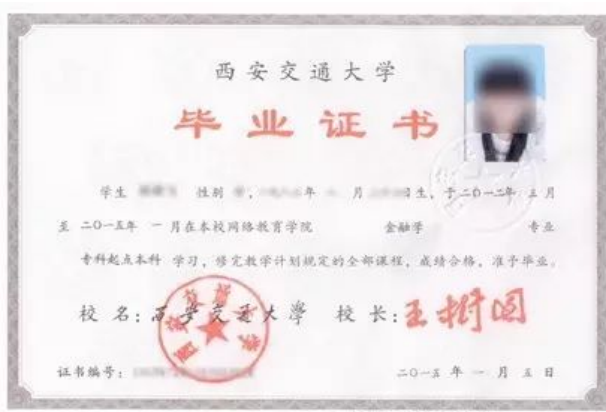 西安交通大学
毕业证书
学生 性别 , 年 月 日生，于二〇一二年 三月
至 二〇一五年 一月在本校网络教育学院 金融学 专业
专科起点本科 学习，修完教学计划规定的全部课程，成绩合格，准予毕业。
校 名：西安交通大學 校 长：王树国
证书编号：
二〇一五 年 一 月 五 日